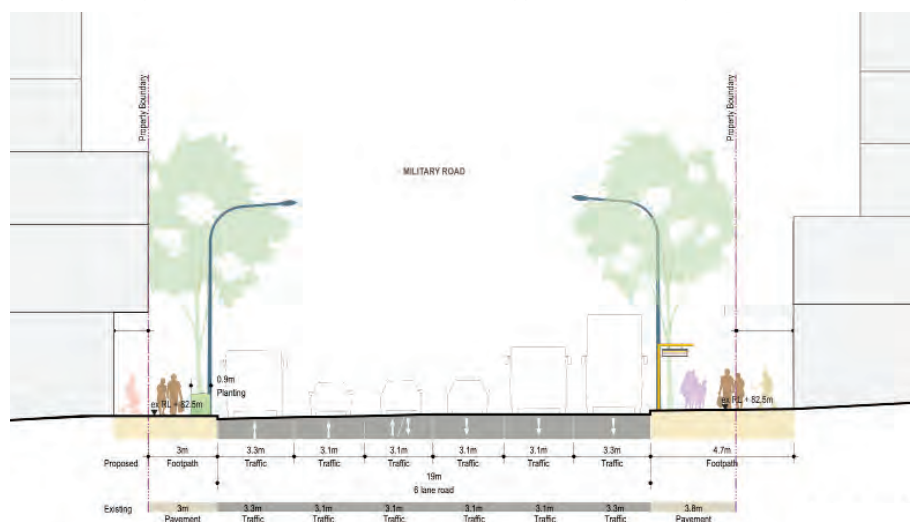 Property Boundary
Property Boundary
MILITARY ROAD
0.9m
Planting
ex RL + 82.5m
ex RL + 82.5m
3m 3.3m 3.1m 3.1m 3.1m 3.1m 3.3m 4.7m
Proposed Footpath Traffic Traffic Traffic Traffic Traffic Traffic Footpath
19m
6 lane road
Existing 3m 3.3m 3.1m 3.1m 3.1m 3.1m 3.3m 3.8m
Pavement Traffic Traffic Traffic Traffic Traffic Traffic Pavement